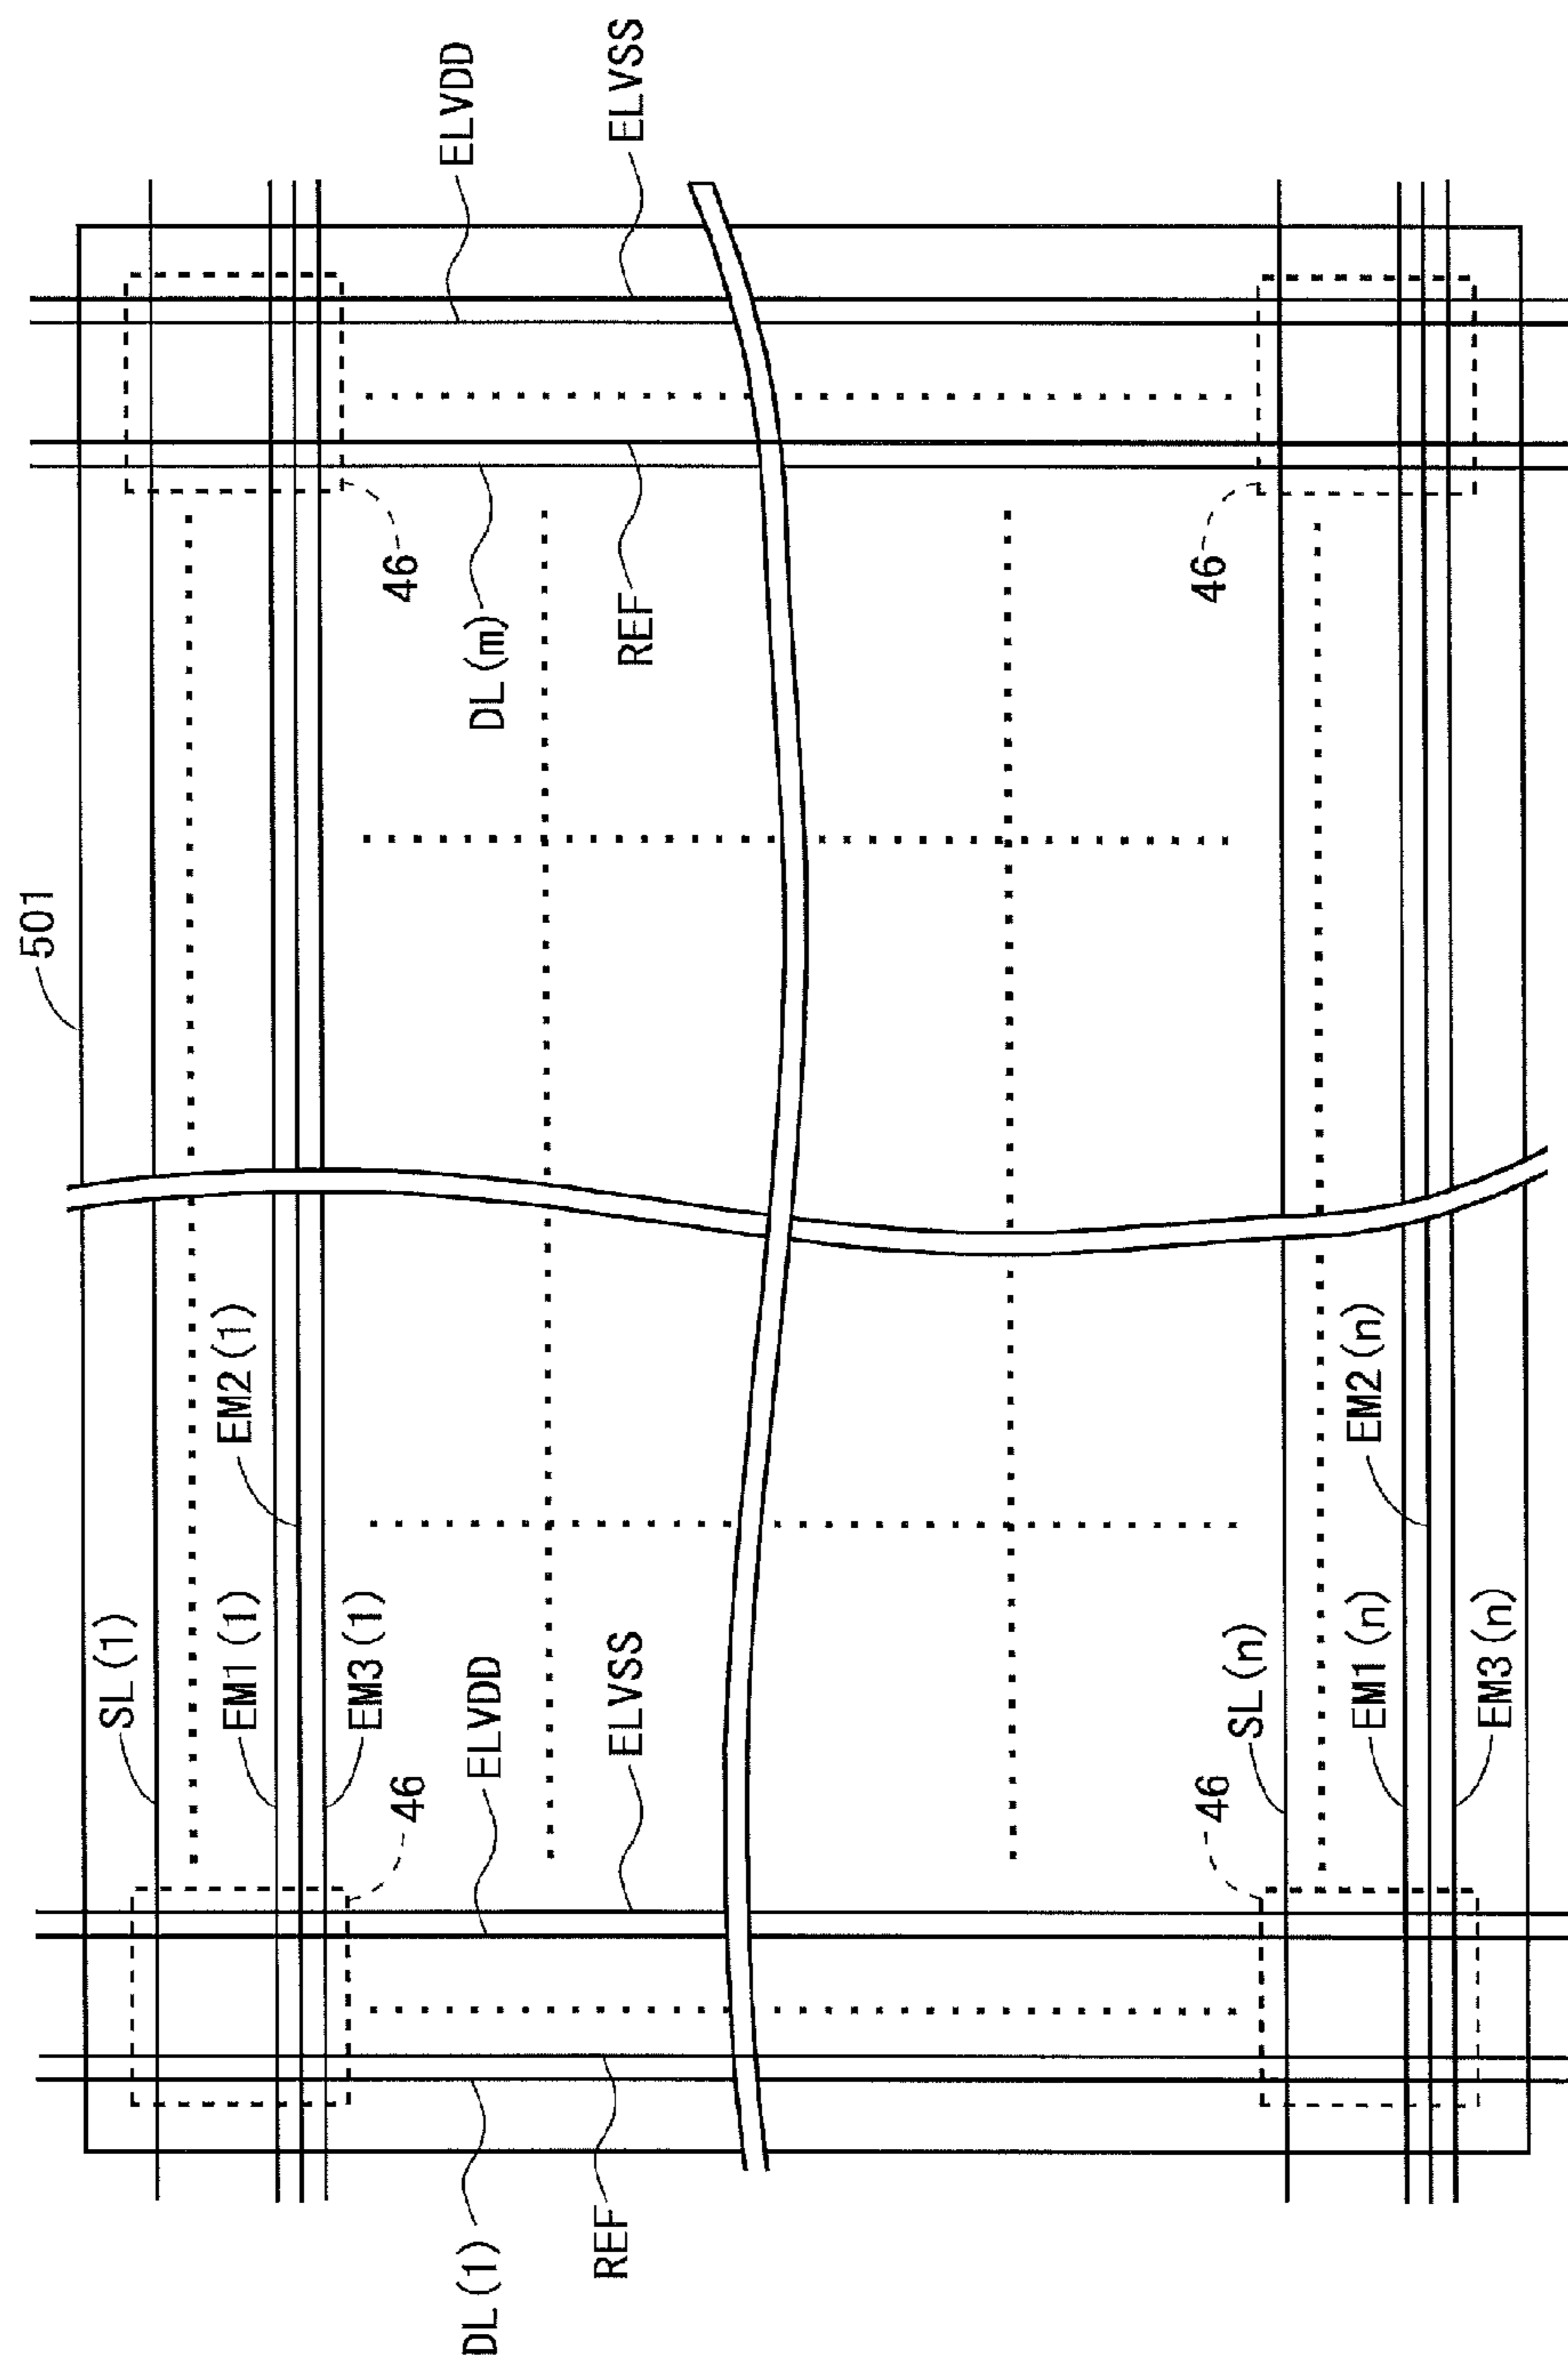 501
SL(1)
EM1(1)
EM2(1)
EM3(1)
46
46
DL(1)
ELVDD
DL(m)
ELVDD
REF
ELVSS
REF
ELVSS
46
46
SL(n)
EM1(n)
EM2(n)
EM3(n)